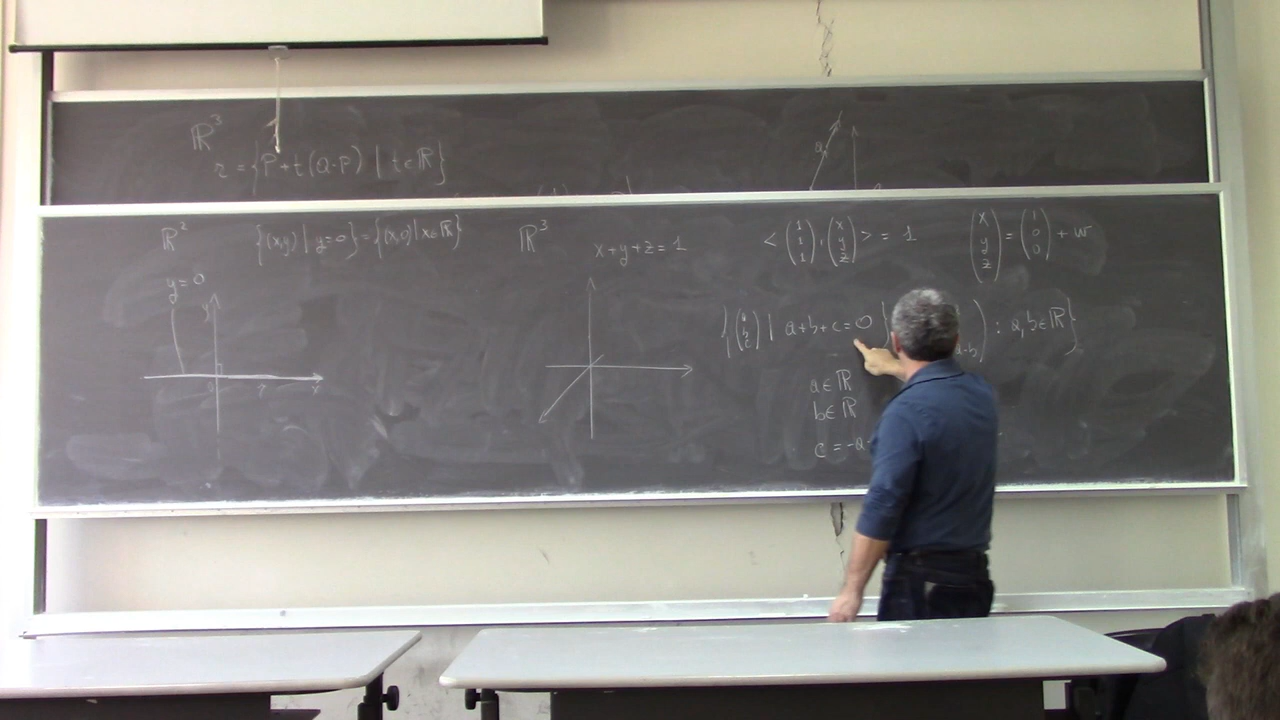 ℝ³
r = {P+t(Q-P) | t∈ℝ}
ℝ²
{(x,y) | y=0} = {(x,0) | x∈ℝ}
y=0
ℝ³
x+y+z=1
< (1 1 1), (x y z) > = 1
(x y z) = (1 0 0) + w
{(a b c) | a+b+c=0} -b) : a,b∈ℝ}
a∈ℝ
b∈ℝ
c = -a